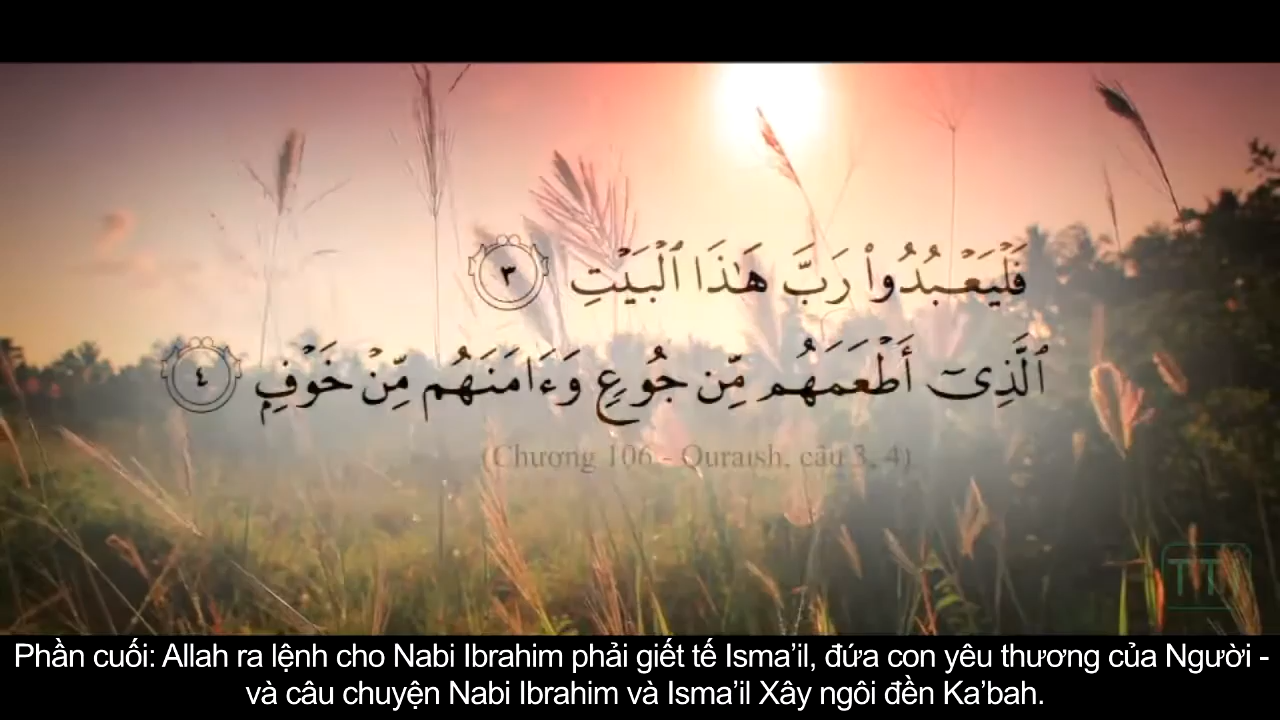 فَلْيَعْبُدُوا۟ رَبَّ هَـٰذَا ٱلْبَيْتِ ٣
ٱلَّذِىٓ أَطْعَمَهُم مِّن جُوعٍ وَءَامَنَهُم مِّنْ خَوْفٍۭ ٤
(Chương 106 - Quraish, câu 3, 4)
TT
Phần cuối: Allah ra lệnh cho Nabi Ibrahim phải giết tế Isma’il, đứa con yêu thương của Người -
và câu chuyện Nabi Ibrahim và Isma’il Xây ngôi đền Ka’bah.